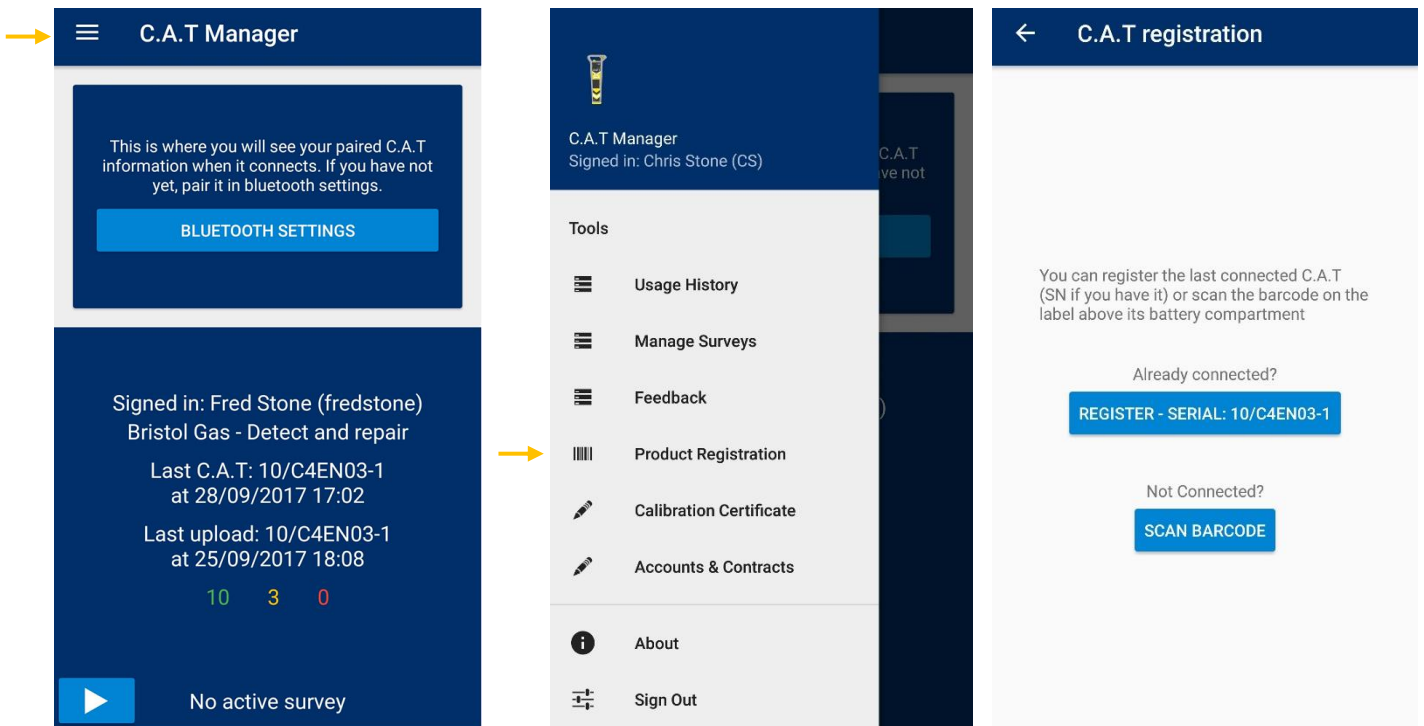 C.A.T Manager
This is where you will see your paired C.A.T
information when it connects. If you have not
yet, pair it in bluetooth settings.
BLUETOOTH SETTINGS
Signed in: Fred Stone (fredstone)
Bristol Gas - Detect and repair
Last C.A.T: 10/C4EN03-1
at 28/09/2017 17:02
Last upload: 10/C4EN03-1
at 25/09/2017 18:08
10 3 0
No active survey
C.A.T Manager
Signed in: Chris Stone (CS)
C.A.T
ve not
Tools
Usage History
Manage Surveys
Feedback
)
Product Registration
Calibration Certificate
Accounts & Contracts
About
Sign Out
C.A.T registration
You can register the last connected C.A.T
(SN if you have it) or scan the barcode on the
label above its battery compartment
Already connected?
REGISTER - SERIAL: 10/C4EN03-1
Not Connected?
SCAN BARCODE